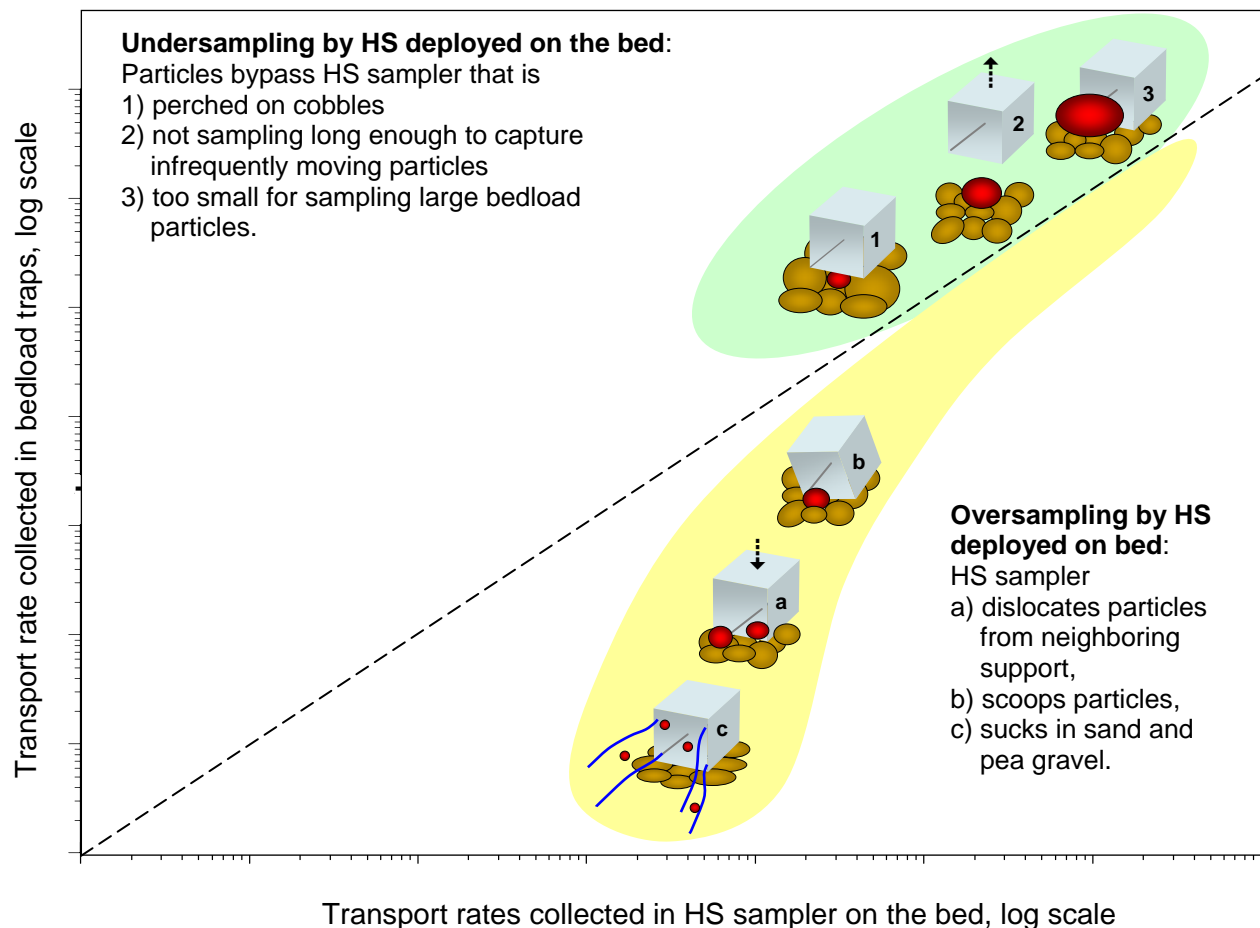 Undersampling by HS deployed on the bed:
Particles bypass HS sampler that is
1) perched on cobbles
2) not sampling long enough to capture
infrequently moving particles
3) too small for sampling large bedload
particles.
3
2
1
b
a
c
Oversampling by HS
deployed on bed:
HS sampler
a) dislocates particles
from neighboring
support,
b) scoops particles,
c) sucks in sand and
pea gravel.
Transport rate collected in bedload traps, log scale
Transport rates collected in HS sampler on the bed, log scale